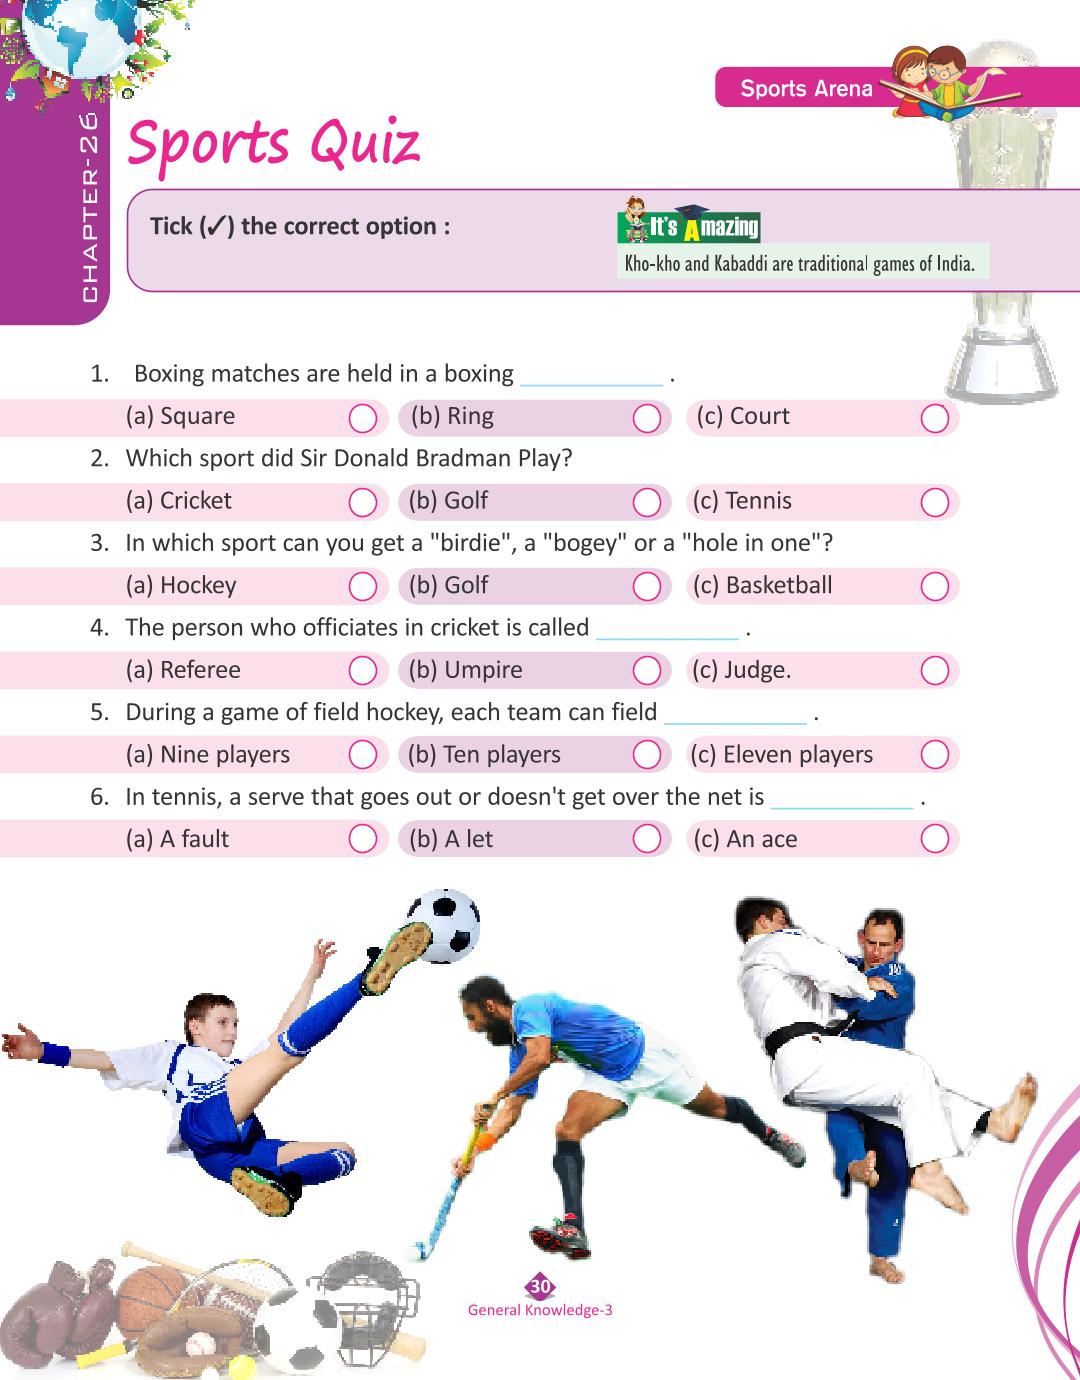 Sports Arena
CHAPTER-26
Sports Quiz
Tick (✓) the correct option :
It's Amazing
Kho-kho and Kabaddi are traditional games of India.
1. Boxing matches are held in a boxing ____________ .
(a) Square (b) Ring (c) Court
2. Which sport did Sir Donald Bradman Play?
(a) Cricket (b) Golf (c) Tennis
3. In which sport can you get a "birdie", a "bogey" or a "hole in one"?
(a) Hockey (b) Golf (c) Basketball
4. The person who officiates in cricket is called ____________ .
(a) Referee (b) Umpire (c) Judge.
5. During a game of field hockey, each team can field ____________ .
(a) Nine players (b) Ten players (c) Eleven players
6. In tennis, a serve that goes out or doesn't get over the net is ____________ .
(a) A fault (b) A let (c) An ace
30
General Knowledge-3